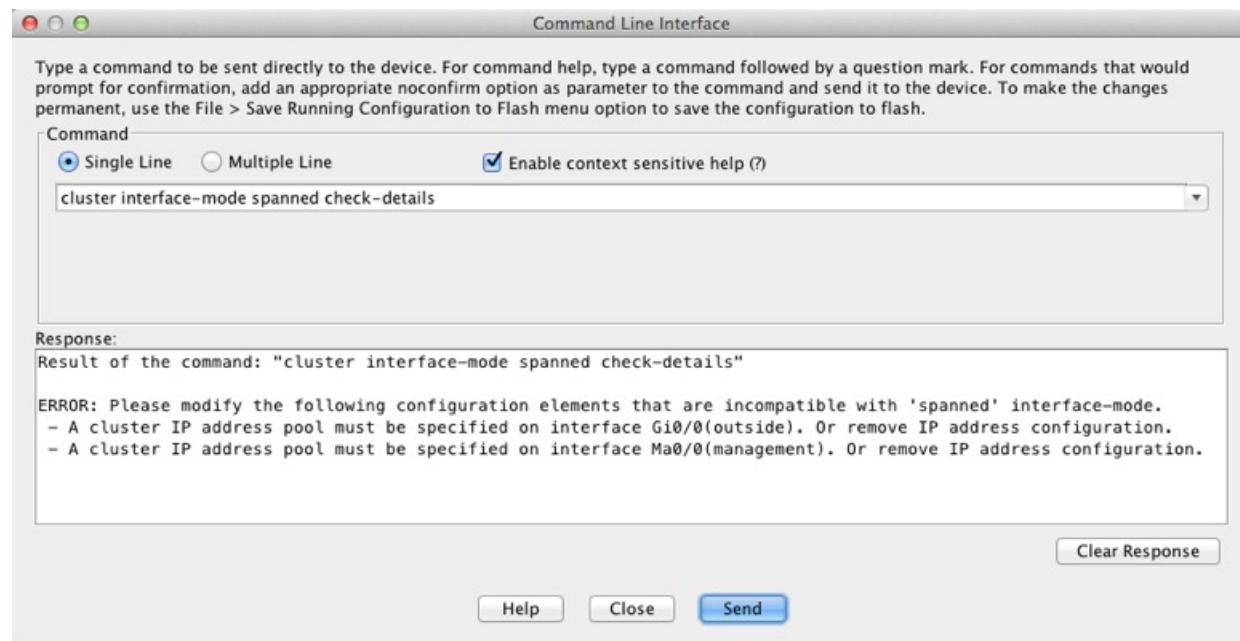 Command Line Interface
Type a command to be sent directly to the device. For command help, type a command followed by a question mark. For commands that would
prompt for confirmation, add an appropriate noconfirm option as parameter to the command and send it to the device. To make the changes
permanent, use the File > Save Running Configuration to Flash menu option to save the configuration to flash.
Command
Single Line Multiple Line Enable context sensitive help (?)
cluster interface-mode spanned check-details
Response:
Result of the command: "cluster interface-mode spanned check-details"
ERROR: Please modify the following configuration elements that are incompatible with 'spanned' interface-mode.
- A cluster IP address pool must be specified on interface Gi0/0(outside). Or remove IP address configuration.
- A cluster IP address pool must be specified on interface Ma0/0(management). Or remove IP address configuration.
Clear Response
Help Close Send